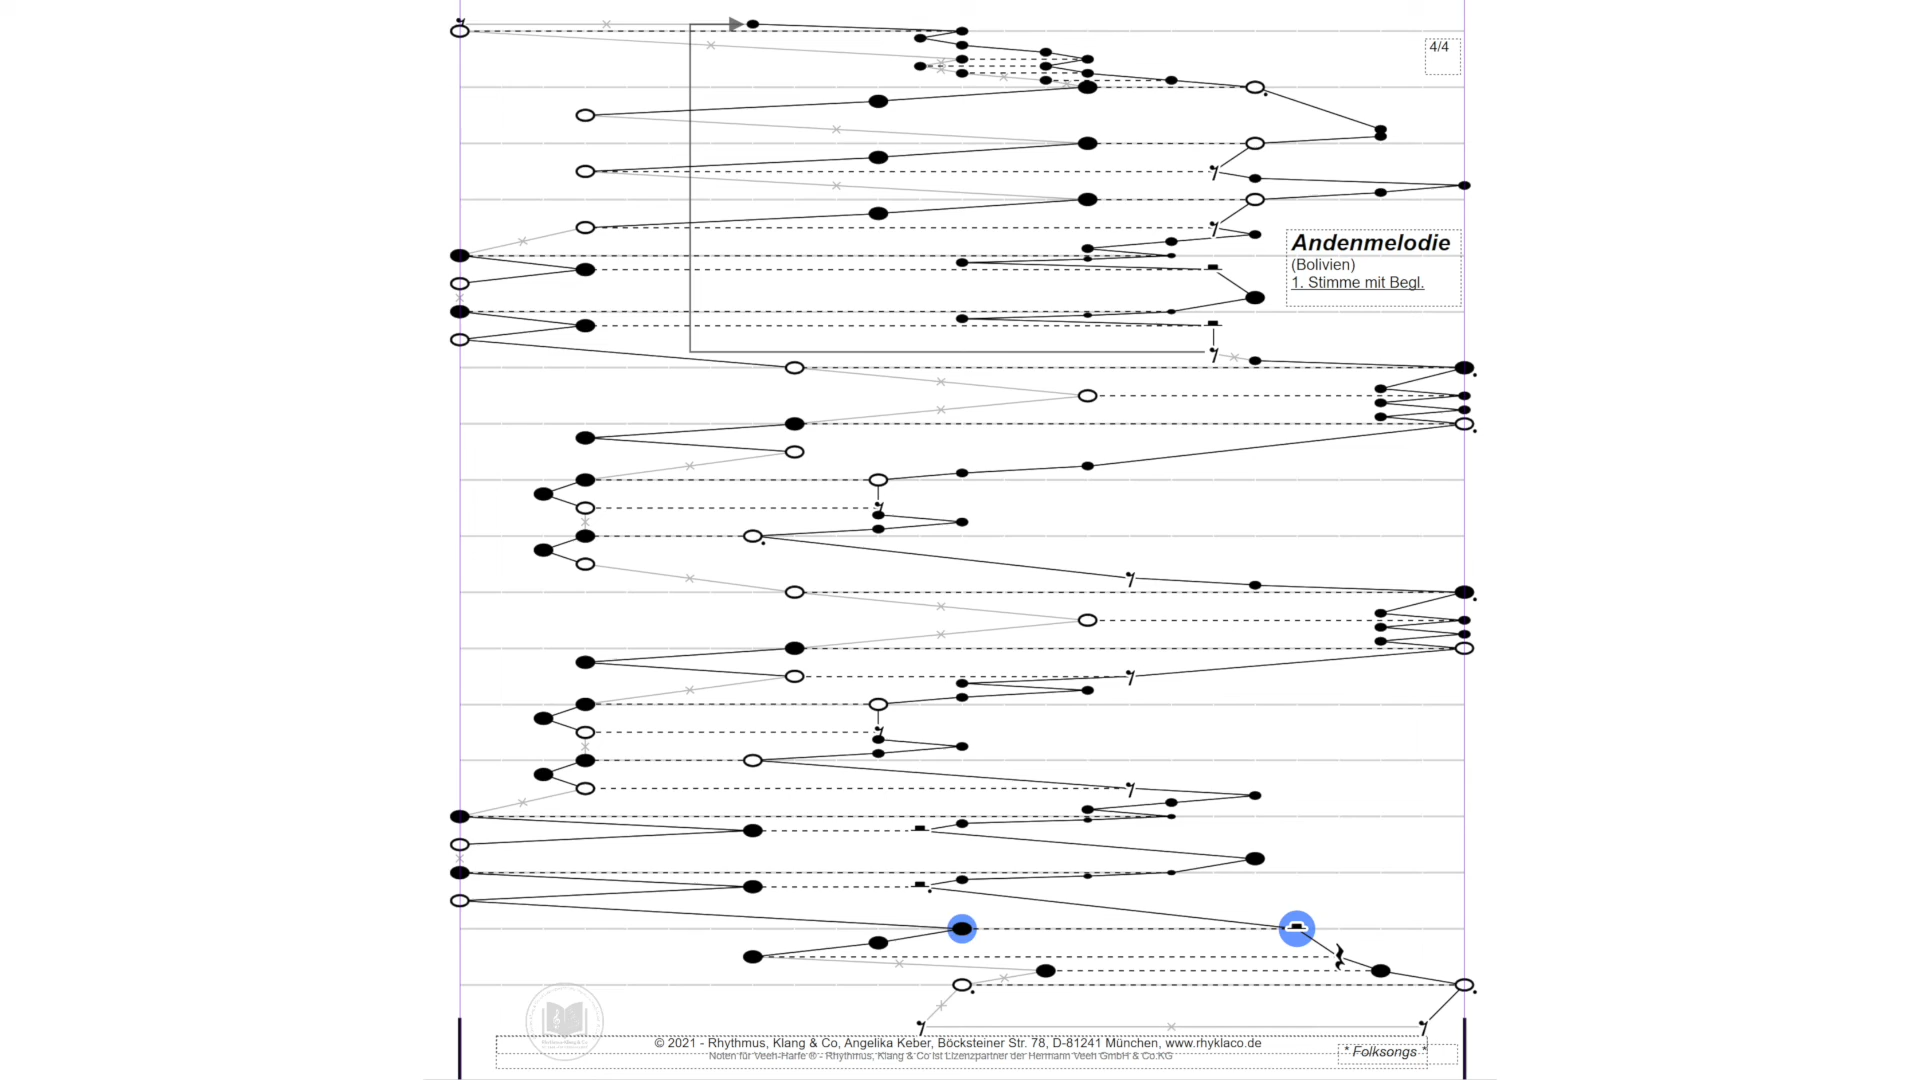 4/4
Andenmelodie
(Bolivien)
1. Stimme mit Begl.
© 2021 - Rhythmus, Klang & Co, Angelika Keber, Böcksteiner Str. 78, D-81241 München, www.rhyklaco.de
Noten für Veeh-Harfe ® - Rhythmus, Klang & Co ist Lizenzpartner der Hermann Veeh GmbH & Co.KG
* Folksongs *